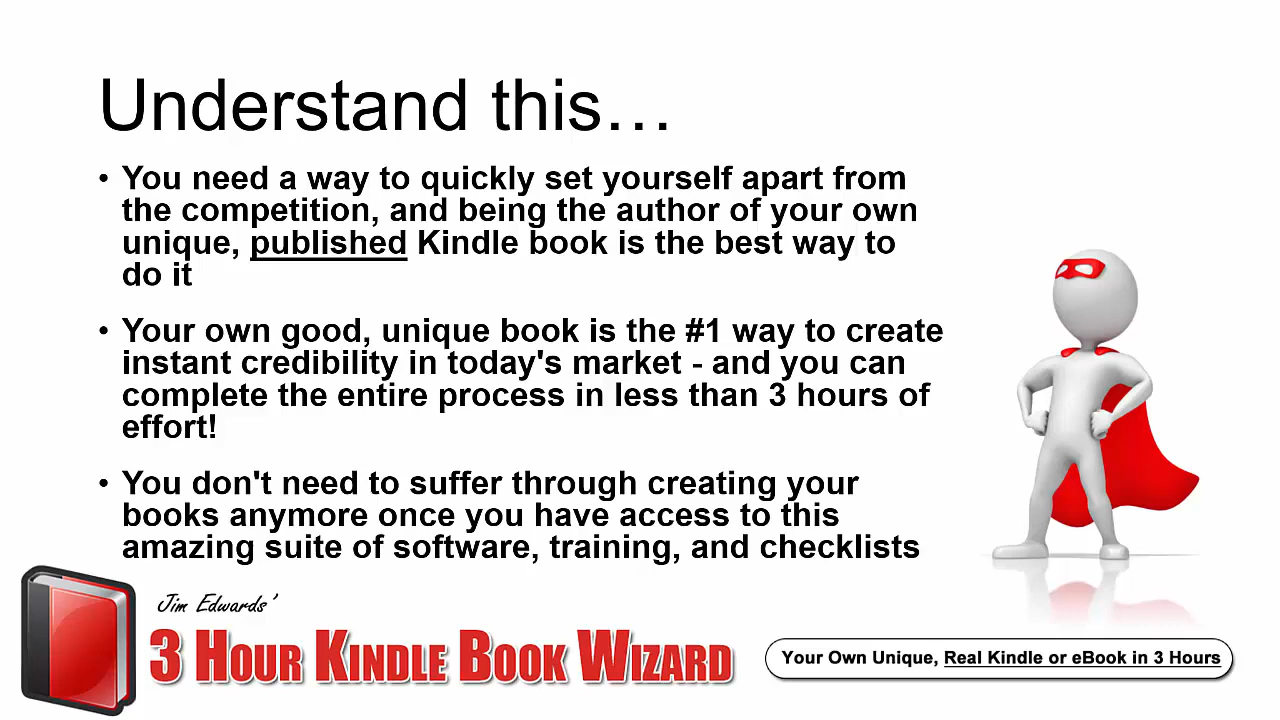 Understand this…
• You need a way to quickly set yourself apart from
the competition, and being the author of your own
unique, published Kindle book is the best way to
do it
• Your own good, unique book is the #1 way to create
instant credibility in today's market - and you can
complete the entire process in less than 3 hours of
effort!
• You don't need to suffer through creating your
books anymore once you have access to this
amazing suite of software, training, and checklists
Jim Edwards'
3 HOUR KINDLE BOOK WIZARD
Your Own Unique, Real Kindle or eBook in 3 Hours